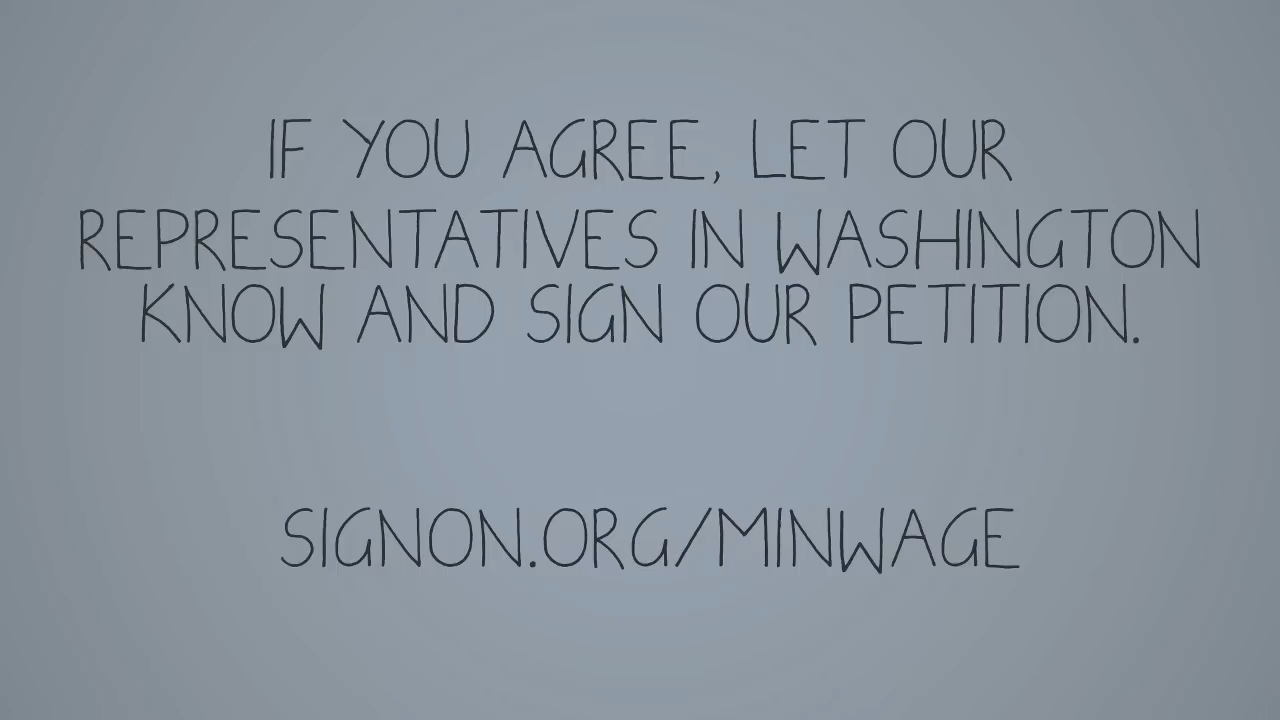 IF YOU AGREE, LET OUR
REPRESENTATIVES IN WASHINGTON
KNOW AND SIGN OUR PETITION.
SIGNON.ORG/MINWAGE